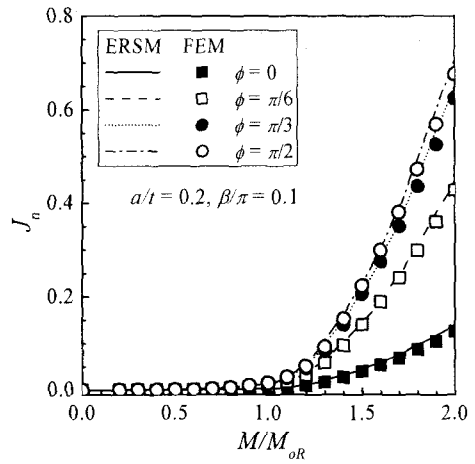 0.8
0.6
0.4
0.2
0.0
J_n
ERSM FEM
ϕ = 0
ϕ = π/6
ϕ = π/3
ϕ = π/2
a/t = 0.2, β/π = 0.1
0.0 0.5 1.0 1.5 2.0
M/M_oR